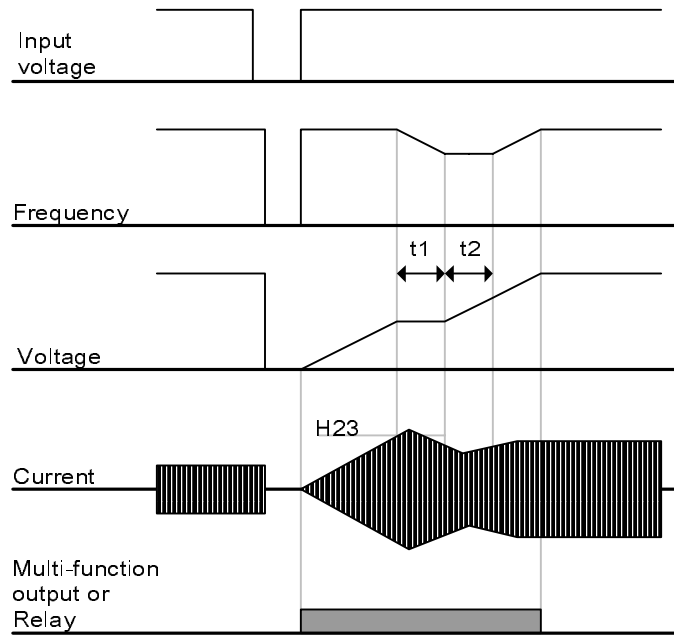 Input
voltage
Frequency
t1 t2
Voltage
H23
Current
Multi-function
output or
Relay